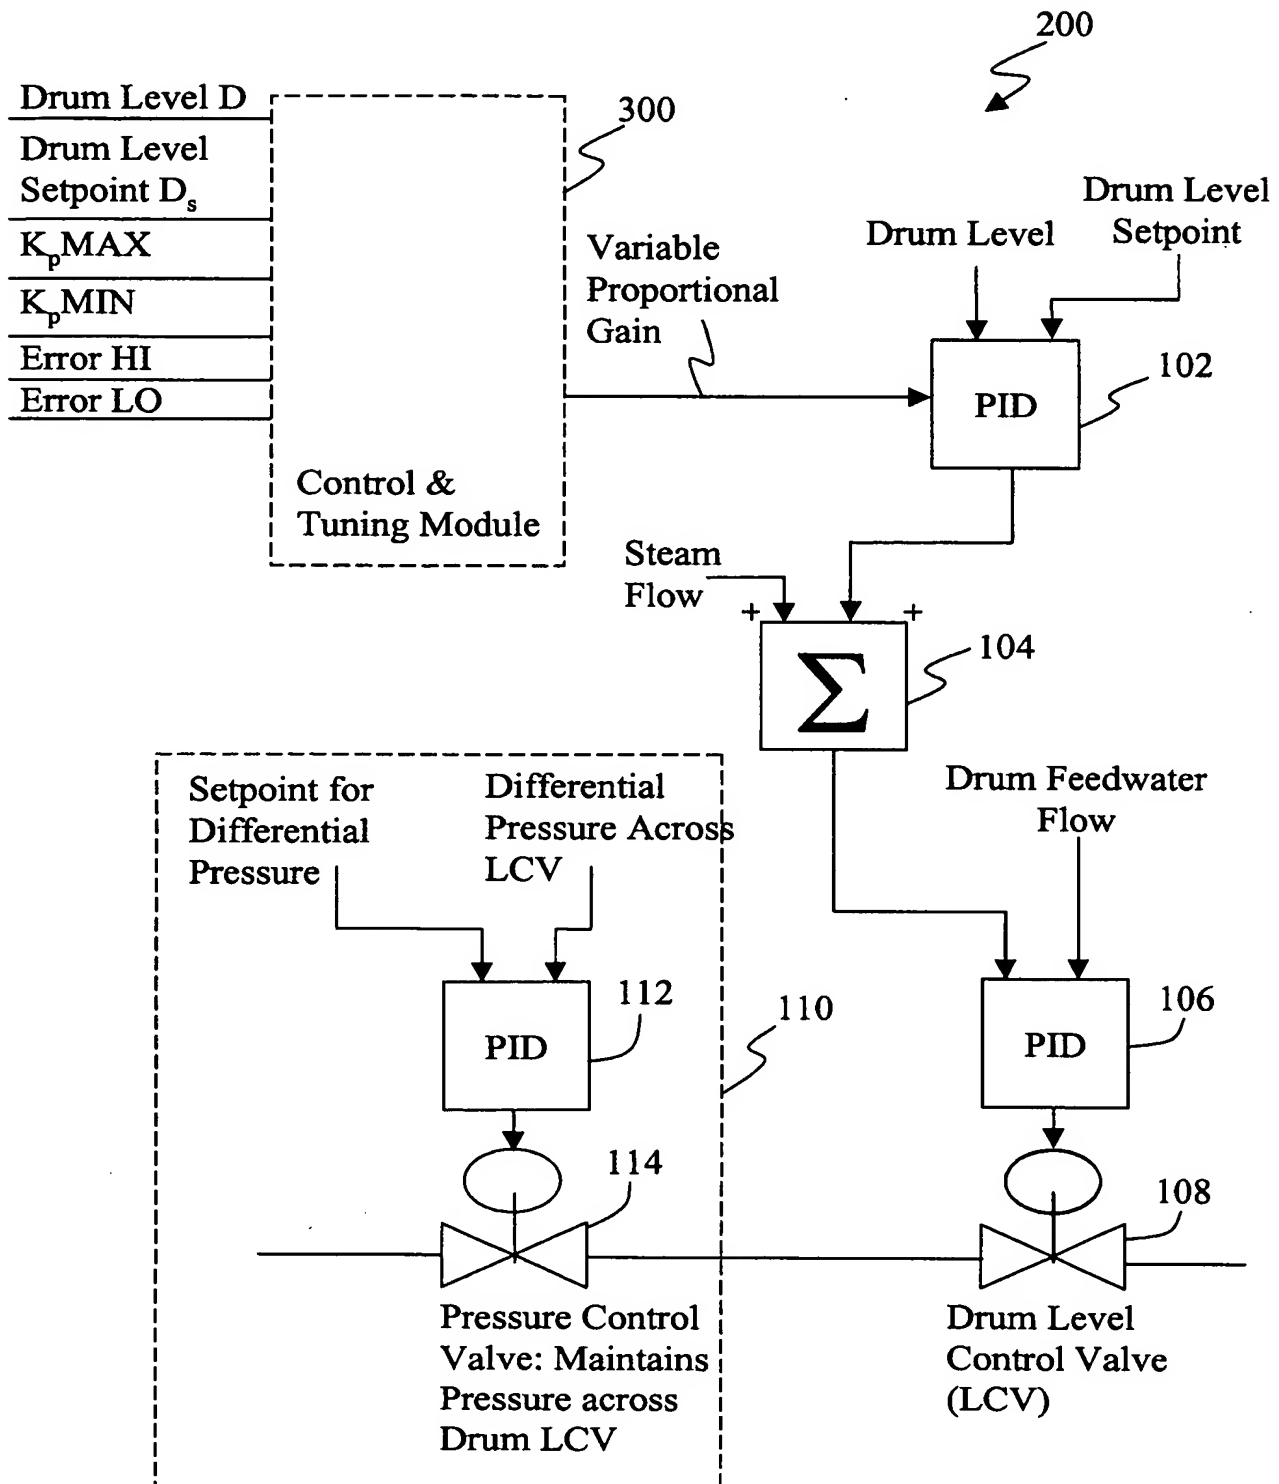 200
Drum Level D
Drum Level
Setpoint Ds
KpMAX
KpMIN
Error HI
Error LO
300
Control &
Tuning Module
Variable
Proportional
Gain
Drum Level
Drum Level
Setpoint
PID
102
Steam
Flow
+
+
Σ
104
Setpoint for
Differential
Pressure
Differential
Pressure Across
LCV
Drum Feedwater
Flow
PID
112
110
PID
106
114
108
Pressure Control
Valve: Maintains
Pressure across
Drum LCV
Drum Level
Control Valve
(LCV)